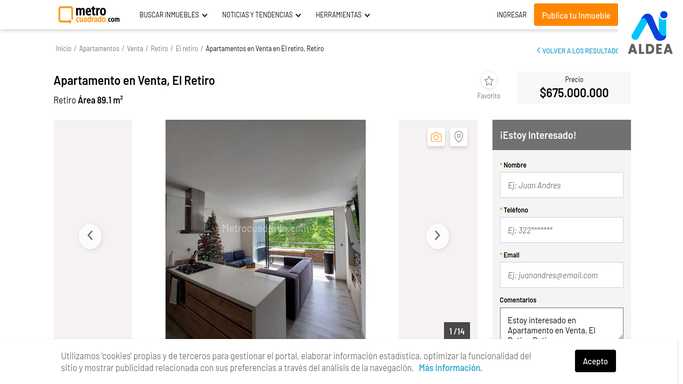 metro
cuadrado.com
BUSCAR INMUEBLES
NOTICIAS Y TENDENCIAS
HERRAMIENTAS
INGRESAR
Publica tu Inmueble
ALDEA
Inicio / Apartamentos / Venta / Retiro / El retiro / Apartamentos en Venta en El retiro, Retiro
VOLVER A LOS RESULTAD
Apartamento en Venta, El Retiro
Retiro Área 89.1 m²
Favorito
Precio
$675.000.000
¡Estoy Interesado!
* Nombre
Ej: Juan Andres
* Teléfono
Ej: 322*******
* Email
Ej: juanandres@email.com
Comentarios
Estoy interesado en
Apartamento en Venta, El
Metrocuadrado.com
1 / 14
Utilizamos 'cookies' propias y de terceros para gestionar el portal, elaborar información estadística, optimizar la funcionalidad del
sitio y mostrar publicidad relacionada con sus preferencias a través del análisis de la navegación. Más información.
Acepto